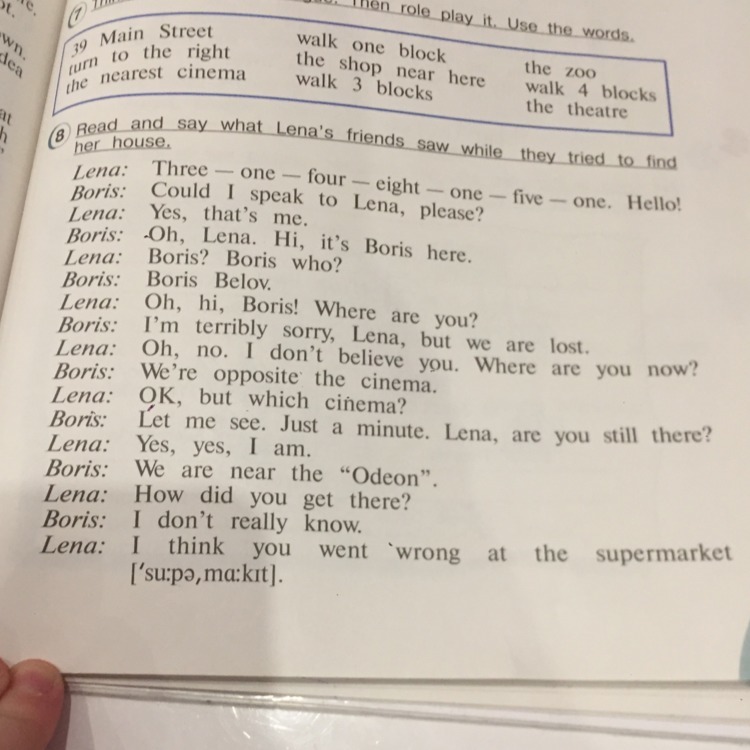 ot.
wn.
dea
at
h
7
Then role play it. Use the words.
39 Main Street
turn to the right
the nearest cinema
walk one block
the shop near here
walk 3 blocks
the zoo
walk 4 blocks
the theatre
8 Read and say what Lena's friends saw while they tried to find
her house.
Lena: Three — one — four — eight — one — five — one. Hello!
Boris: Could I speak to Lena, please?
Lena: Yes, that's me.
Boris: -Oh, Lena. Hi, it's Boris here.
Lena: Boris? Boris who?
Boris: Boris Belov.
Lena: Oh, hi, Boris! Where are you?
Boris: I'm terribly sorry, Lena, but we are lost.
Lena: Oh, no. I don't believe you. Where are you now?
Boris: We're opposite the cinema.
Lena: OK, but which cinema?
Boris: Let me see. Just a minute. Lena, are you still there?
Lena: Yes, yes, I am.
Boris: We are near the “Odeon”.
Lena: How did you get there?
Boris: I don't really know.
Lena: I think you went ˋwrong at the supermarket
[ˈsuːpəˌmɑːkɪt].